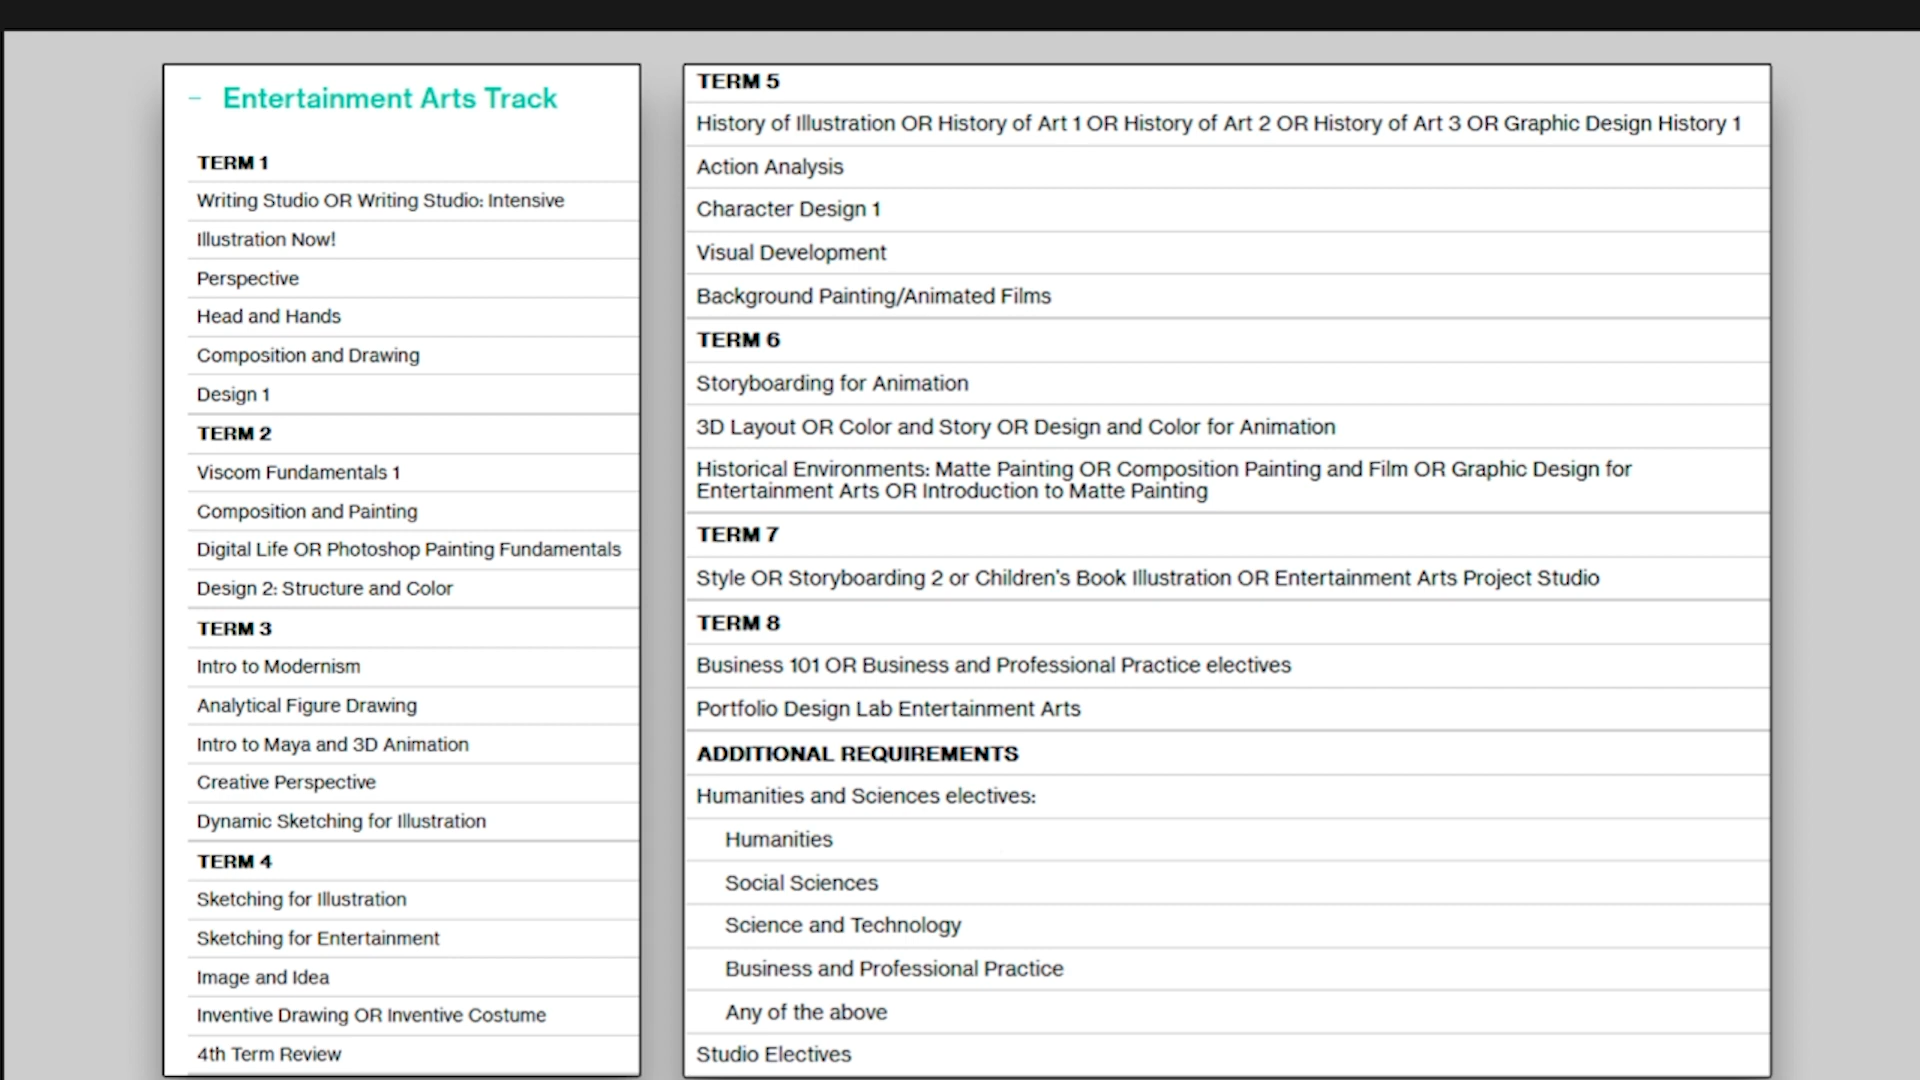 – Entertainment Arts Track
TERM 1
Writing Studio OR Writing Studio: Intensive
Illustration Now!
Perspective
Head and Hands
Composition and Drawing
Design 1
TERM 2
Viscom Fundamentals 1
Composition and Painting
Digital Life OR Photoshop Painting Fundamentals
Design 2: Structure and Color
TERM 3
Intro to Modernism
Analytical Figure Drawing
Intro to Maya and 3D Animation
Creative Perspective
Dynamic Sketching for Illustration
TERM 4
Sketching for Illustration
Sketching for Entertainment
Image and Idea
Inventive Drawing OR Inventive Costume
4th Term Review
TERM 5
History of Illustration OR History of Art 1 OR History of Art 2 OR History of Art 3 OR Graphic Design History 1
Action Analysis
Character Design 1
Visual Development
Background Painting/Animated Films
TERM 6
Storyboarding for Animation
3D Layout OR Color and Story OR Design and Color for Animation
Historical Environments: Matte Painting OR Composition Painting and Film OR Graphic Design for
Entertainment Arts OR Introduction to Matte Painting
TERM 7
Style OR Storyboarding 2 or Children's Book Illustration OR Entertainment Arts Project Studio
TERM 8
Business 101 OR Business and Professional Practice electives
Portfolio Design Lab Entertainment Arts
ADDITIONAL REQUIREMENTS
Humanities and Sciences electives:
Humanities
Social Sciences
Science and Technology
Business and Professional Practice
Any of the above
Studio Electives